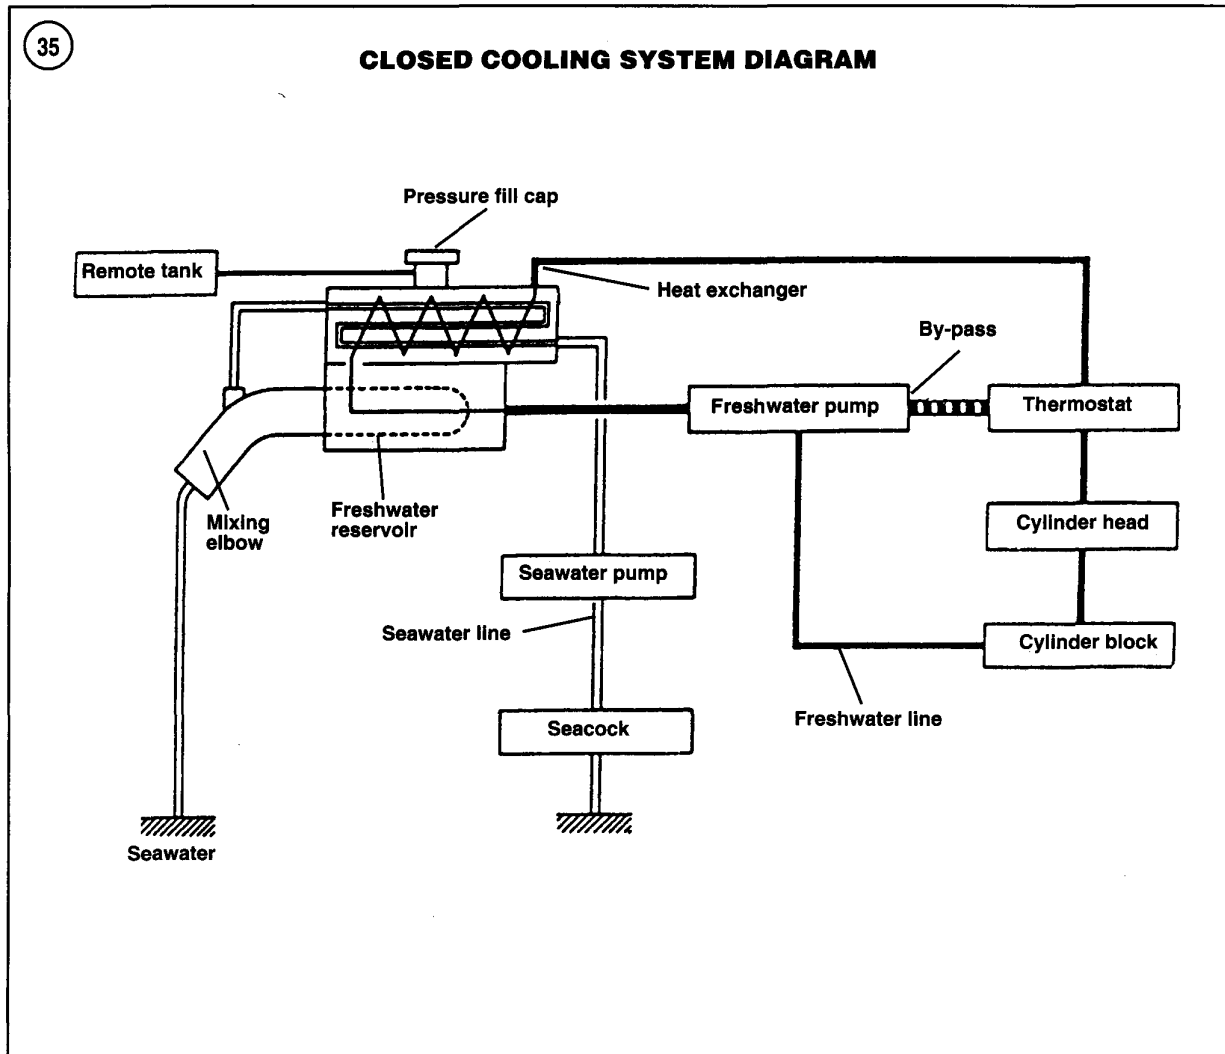 35
CLOSED COOLING SYSTEM DIAGRAM
Pressure fill cap
Remote tank
Heat exchanger
By-pass
Freshwater pump
Thermostat
Mixing
elbow
Freshwater
reservoir
Cylinder head
Seawater pump
Seawater line
Cylinder block
Freshwater line
Seacock
Seawater